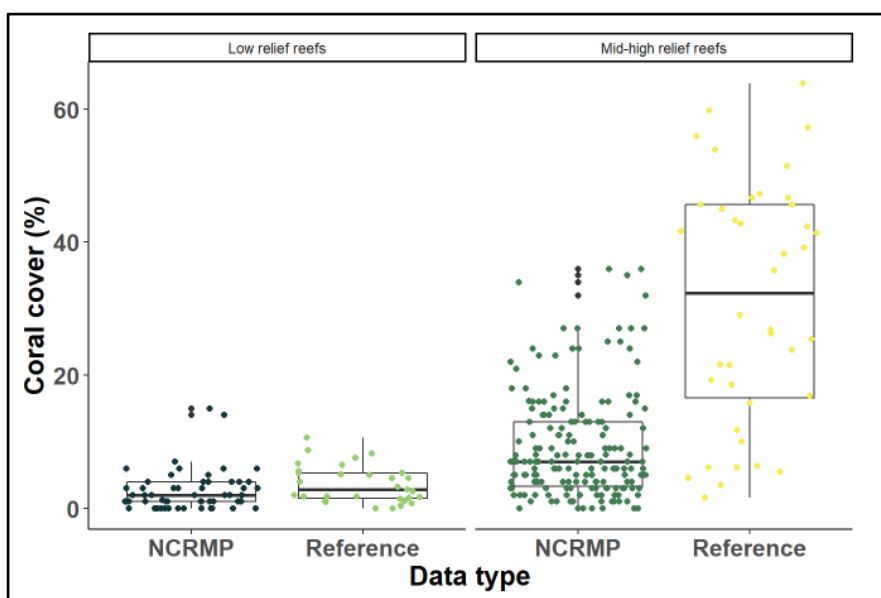 Low relief reefs
Mid-high relief reefs
Coral cover (%)
60
40
20
0
NCRMP
Reference
NCRMP
Reference
Data type